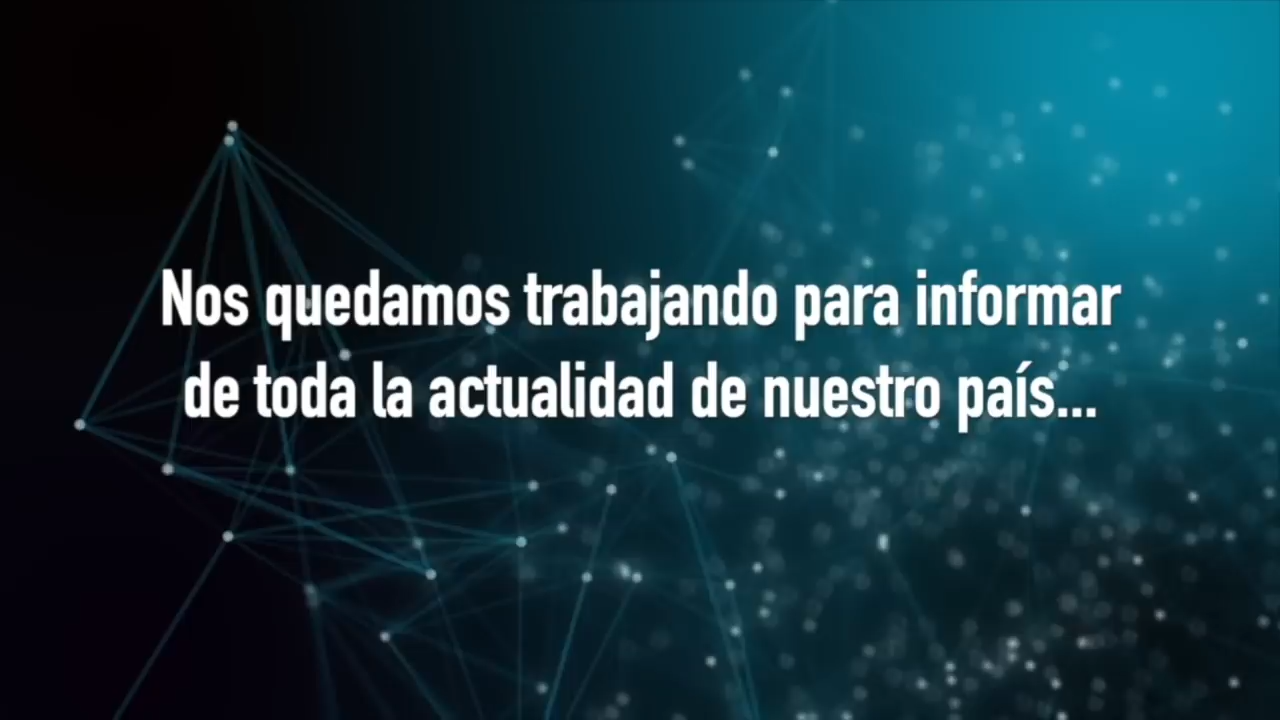 Nos quedamos trabajando para informar
de toda la actualidad de nuestro país...